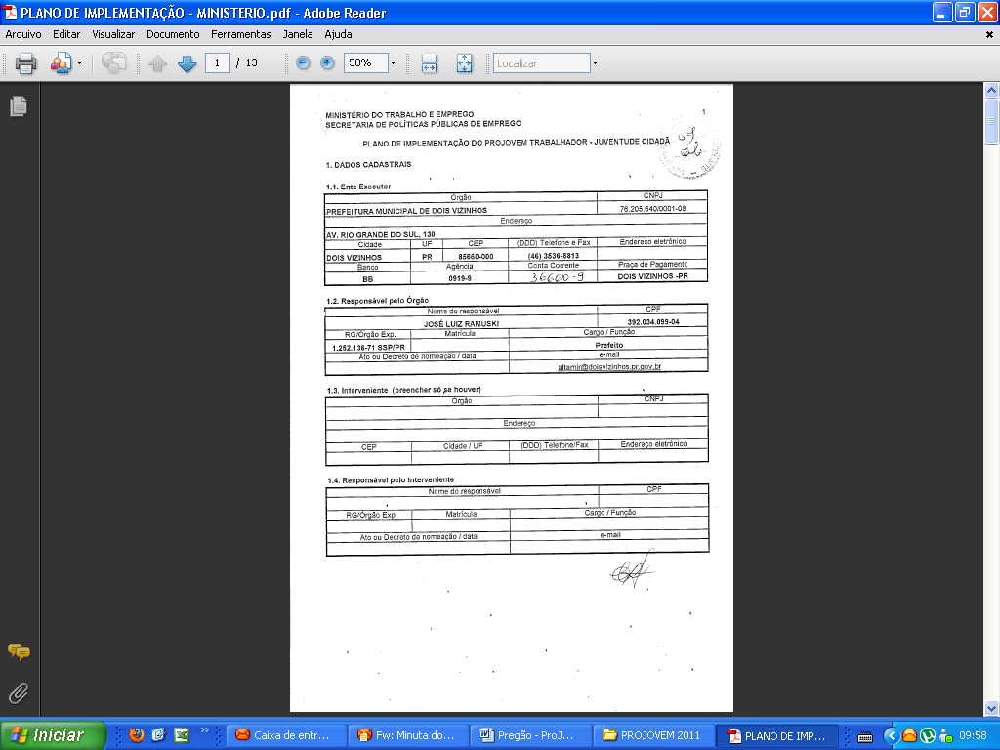 PLANO DE IMPLEMENTAÇÃO - MINISTERIO.pdf - Adobe Reader
Arquivo Editar Visualizar Documento Ferramentas Janela Ajuda
1 / 13 50% Localizar
MINISTÉRIO DO TRABALHO E EMPREGO 1
SECRETARIA DE POLÍTICAS PÚBLICAS DE EMPREGO
PLANO DE IMPLEMENTAÇÃO DO PROJOVEM TRABALHADOR - JUVENTUDE CIDADÃ
09
1. DADOS CADASTRAIS
1.1. Ente Executor
Órgão CNPJ
PREFEITURA MUNICIPAL DE DOIS VIZINHOS 76.205.640/0001-08
Endereço
AV. RIO GRANDE DO SUL, 130
Cidade UF CEP (DDD) Telefone e Fax Endereço eletrônico
DOIS VIZINHOS PR 85660-000 (46) 3536-8813
Banco Agência Conta Corrente Praça de Pagamento
BB 0919-9 36660-9 DOIS VIZINHOS -PR
1.2. Responsável pelo Órgão
Nome do responsável CPF
JOSÉ LUIZ RAMUSKI 392.034.099-04
RG/Órgão Exp. Matrícula Cargo / Função
1.252.136-71 SSP/PR Prefeito
Ato ou Decreto de nomeação / data e-mail
altamir@doisvizinhos.pr.gov.br
1.3. Interveniente (preencher só se houver)
Órgão CNPJ
Endereço
CEP Cidade / UF (DDD) Telefone/Fax Endereço eletrônico
1.4. Responsável pelo Interveniente
Nome do responsável CPF
RG/Órgão Exp. Matrícula Cargo / Função
Ato ou Decreto de nomeação / data e-mail
Iniciar Caixa de entr... Fw: Minuta do... Pregão - ProJ... PROJOVEM 2011 PLANO DE IMP... 09:58